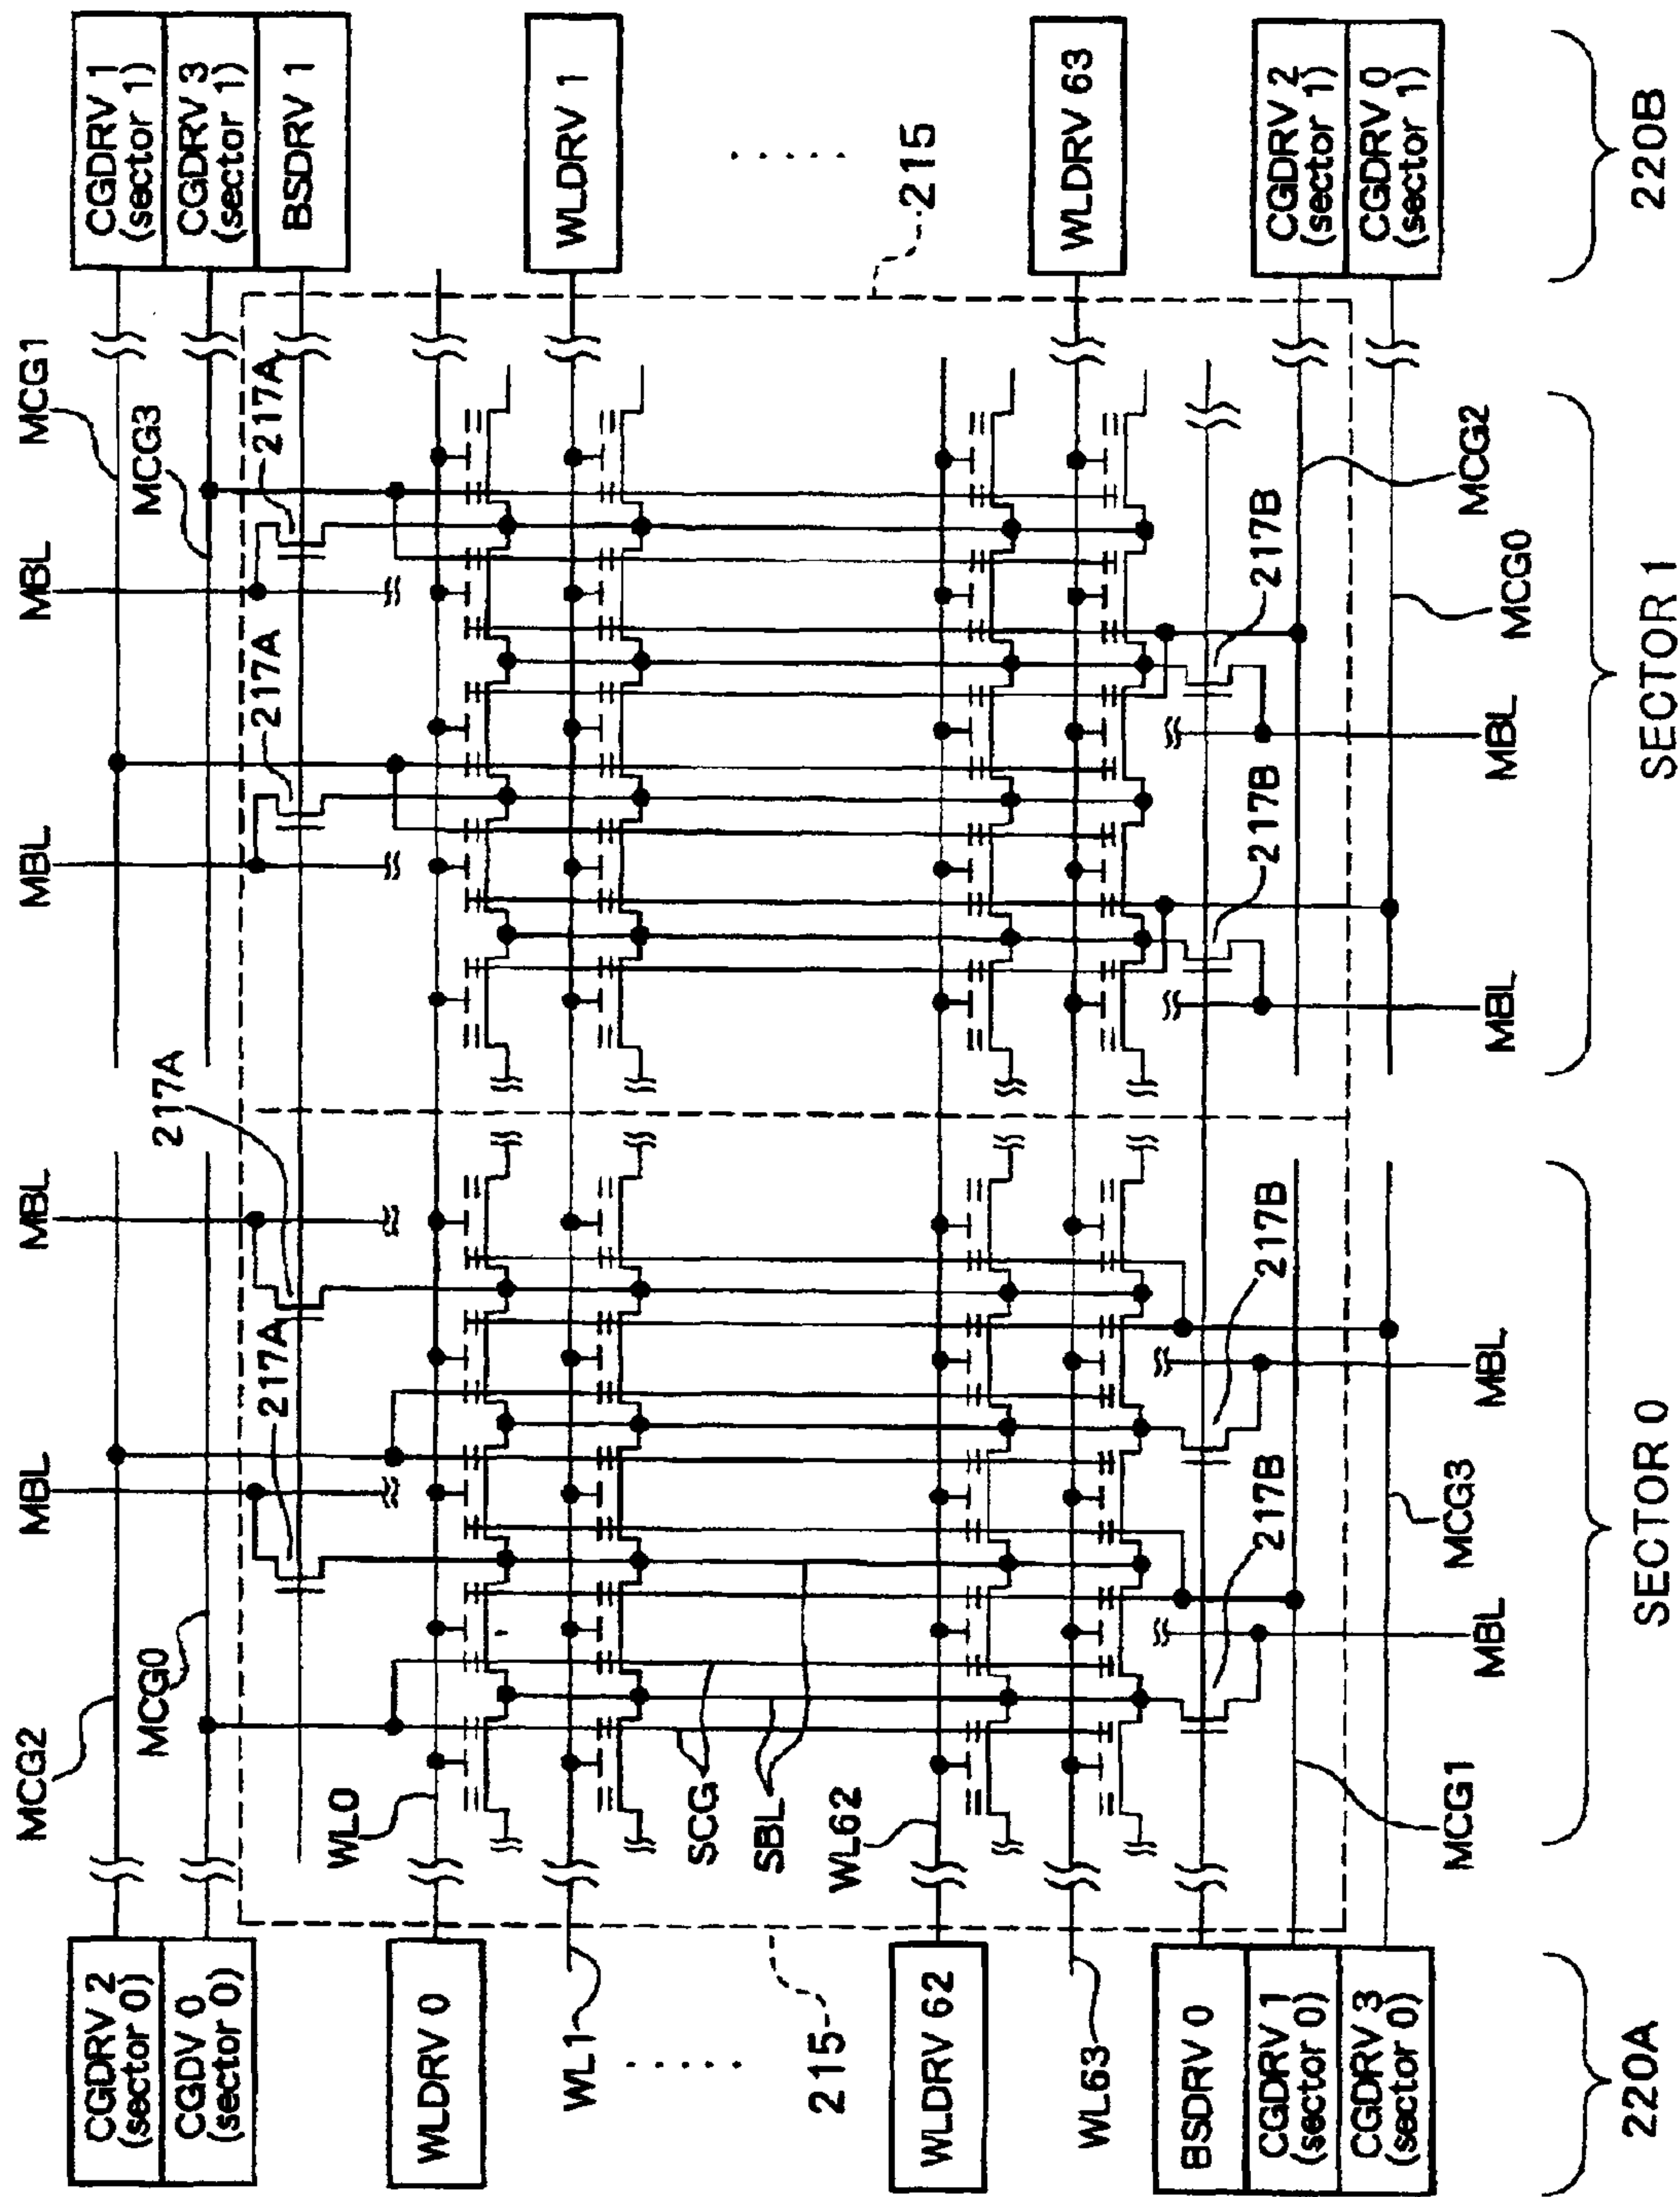 CGDRV 2
(sector 0)
CGDV 0
(sector 0)
WLDRV 0
WL1
.....
215
WLDRV 62
WL63
BSDRV 0
CGDRV 1
(sector 0)
CGDRV 3
(sector 0)
220A
MCG2
MCG0
WL0
SCG
SBL
WL62
MCG1
MBL
MBL
217A
217A
217B
217B
MBL
MBL
MCG3
SECTOR 0
MBL
MBL
MCG3
MCG1
217A
217A
217B
217B
MBL
MBL
MCG0
MCG2
SECTOR 1
CGDRV 1
(sector 1)
CGDRV 3
(sector 1)
BSDRV 1
WLDRV 1
.....
215
WLDRV 63
CGDRV 2
(sector 1)
CGDRV 0
(sector 1)
220B